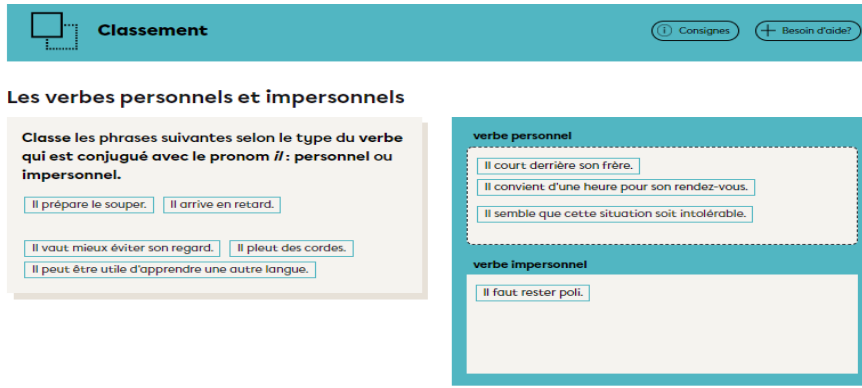 Classement
Consignes
Besoin d'aide?
Les verbes personnels et impersonnels
Classe les phrases suivantes selon le type du verbe
qui est conjugué avec le pronom il : personnel ou
impersonnel.
Il prépare le souper. Il arrive en retard.
Il vaut mieux éviter son regard. Il pleut des cordes.
Il peut être utile d'apprendre une autre langue.
verbe personnel
Il court derrière son frère.
Il convient d'une heure pour son rendez-vous.
Il semble que cette situation soit intolérable.
verbe impersonnel
Il faut rester poli.